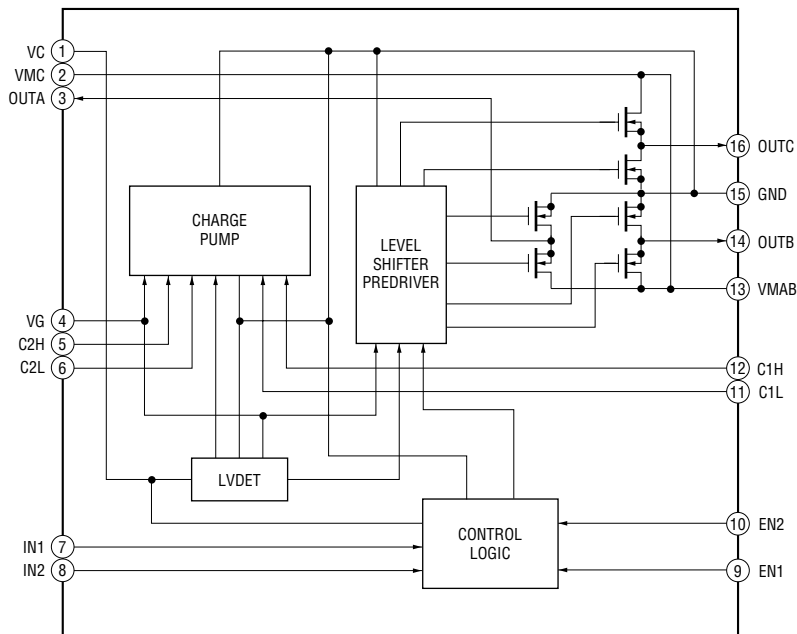 VC 1
VMC 2
OUTA 3
16 OUTC
CHARGE
PUMP
15 GND
LEVEL
SHIFTER
PREDRIVER
14 OUTB
13 VMAB
VG 4
C2H 5
C2L 6
12 C1H
11 C1L
LVDET
CONTROL
LOGIC
10 EN2
IN1 7
IN2 8
9 EN1